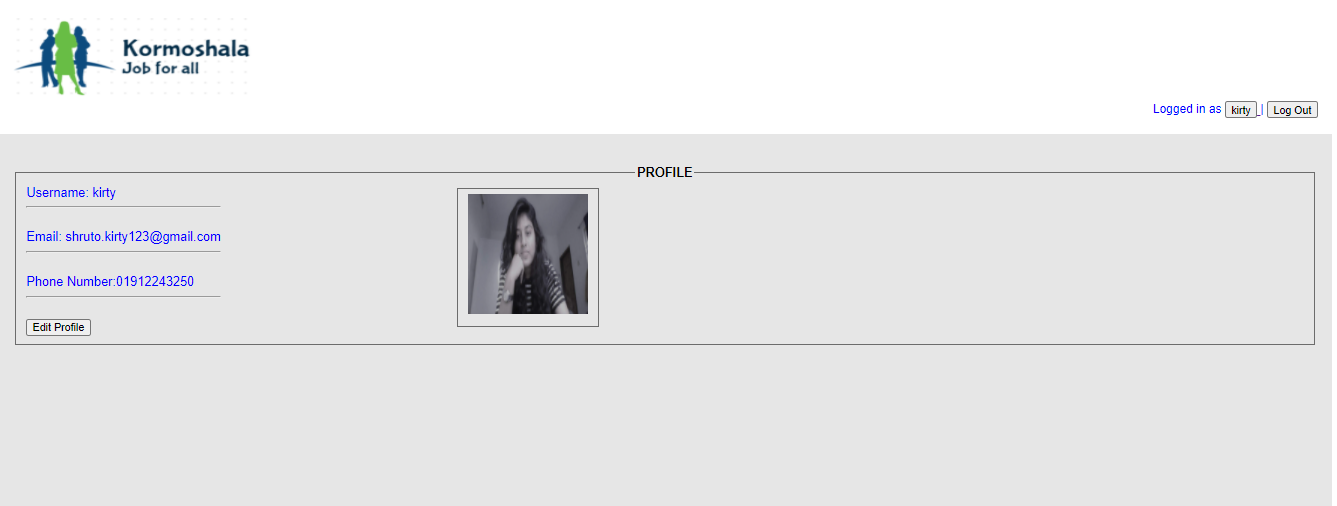 Kormoshala
Job for all
Logged in as kirty | Log Out
PROFILE
Username: kirty
Email: shruto.kirty123@gmail.com
Phone Number:01912243250
Edit Profile